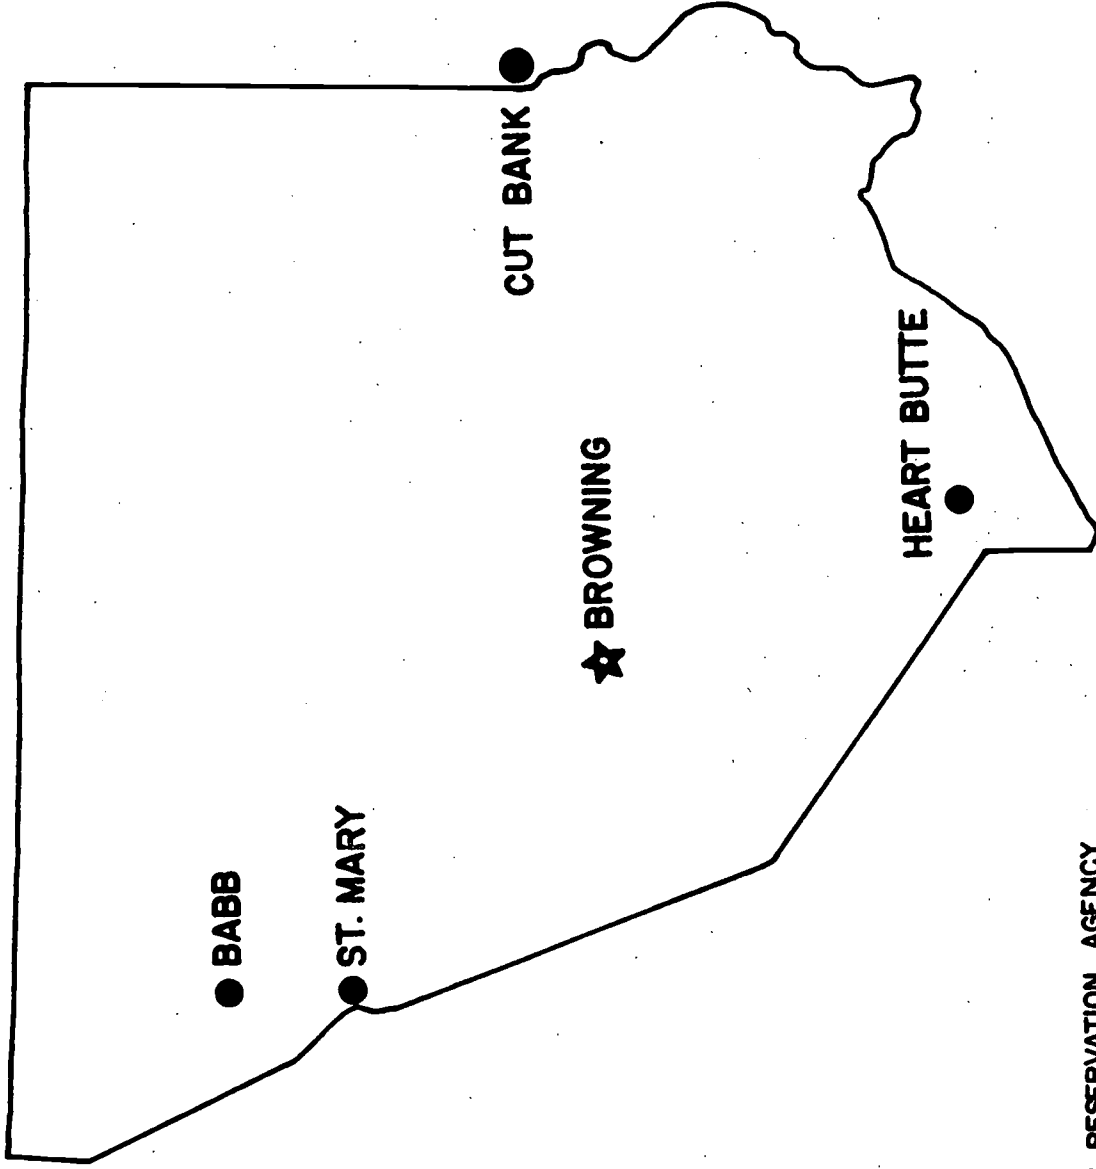 BABB
ST. MARY
CUT BANK
BROWNING
HEART BUTTE
RESERVATION AGENCY